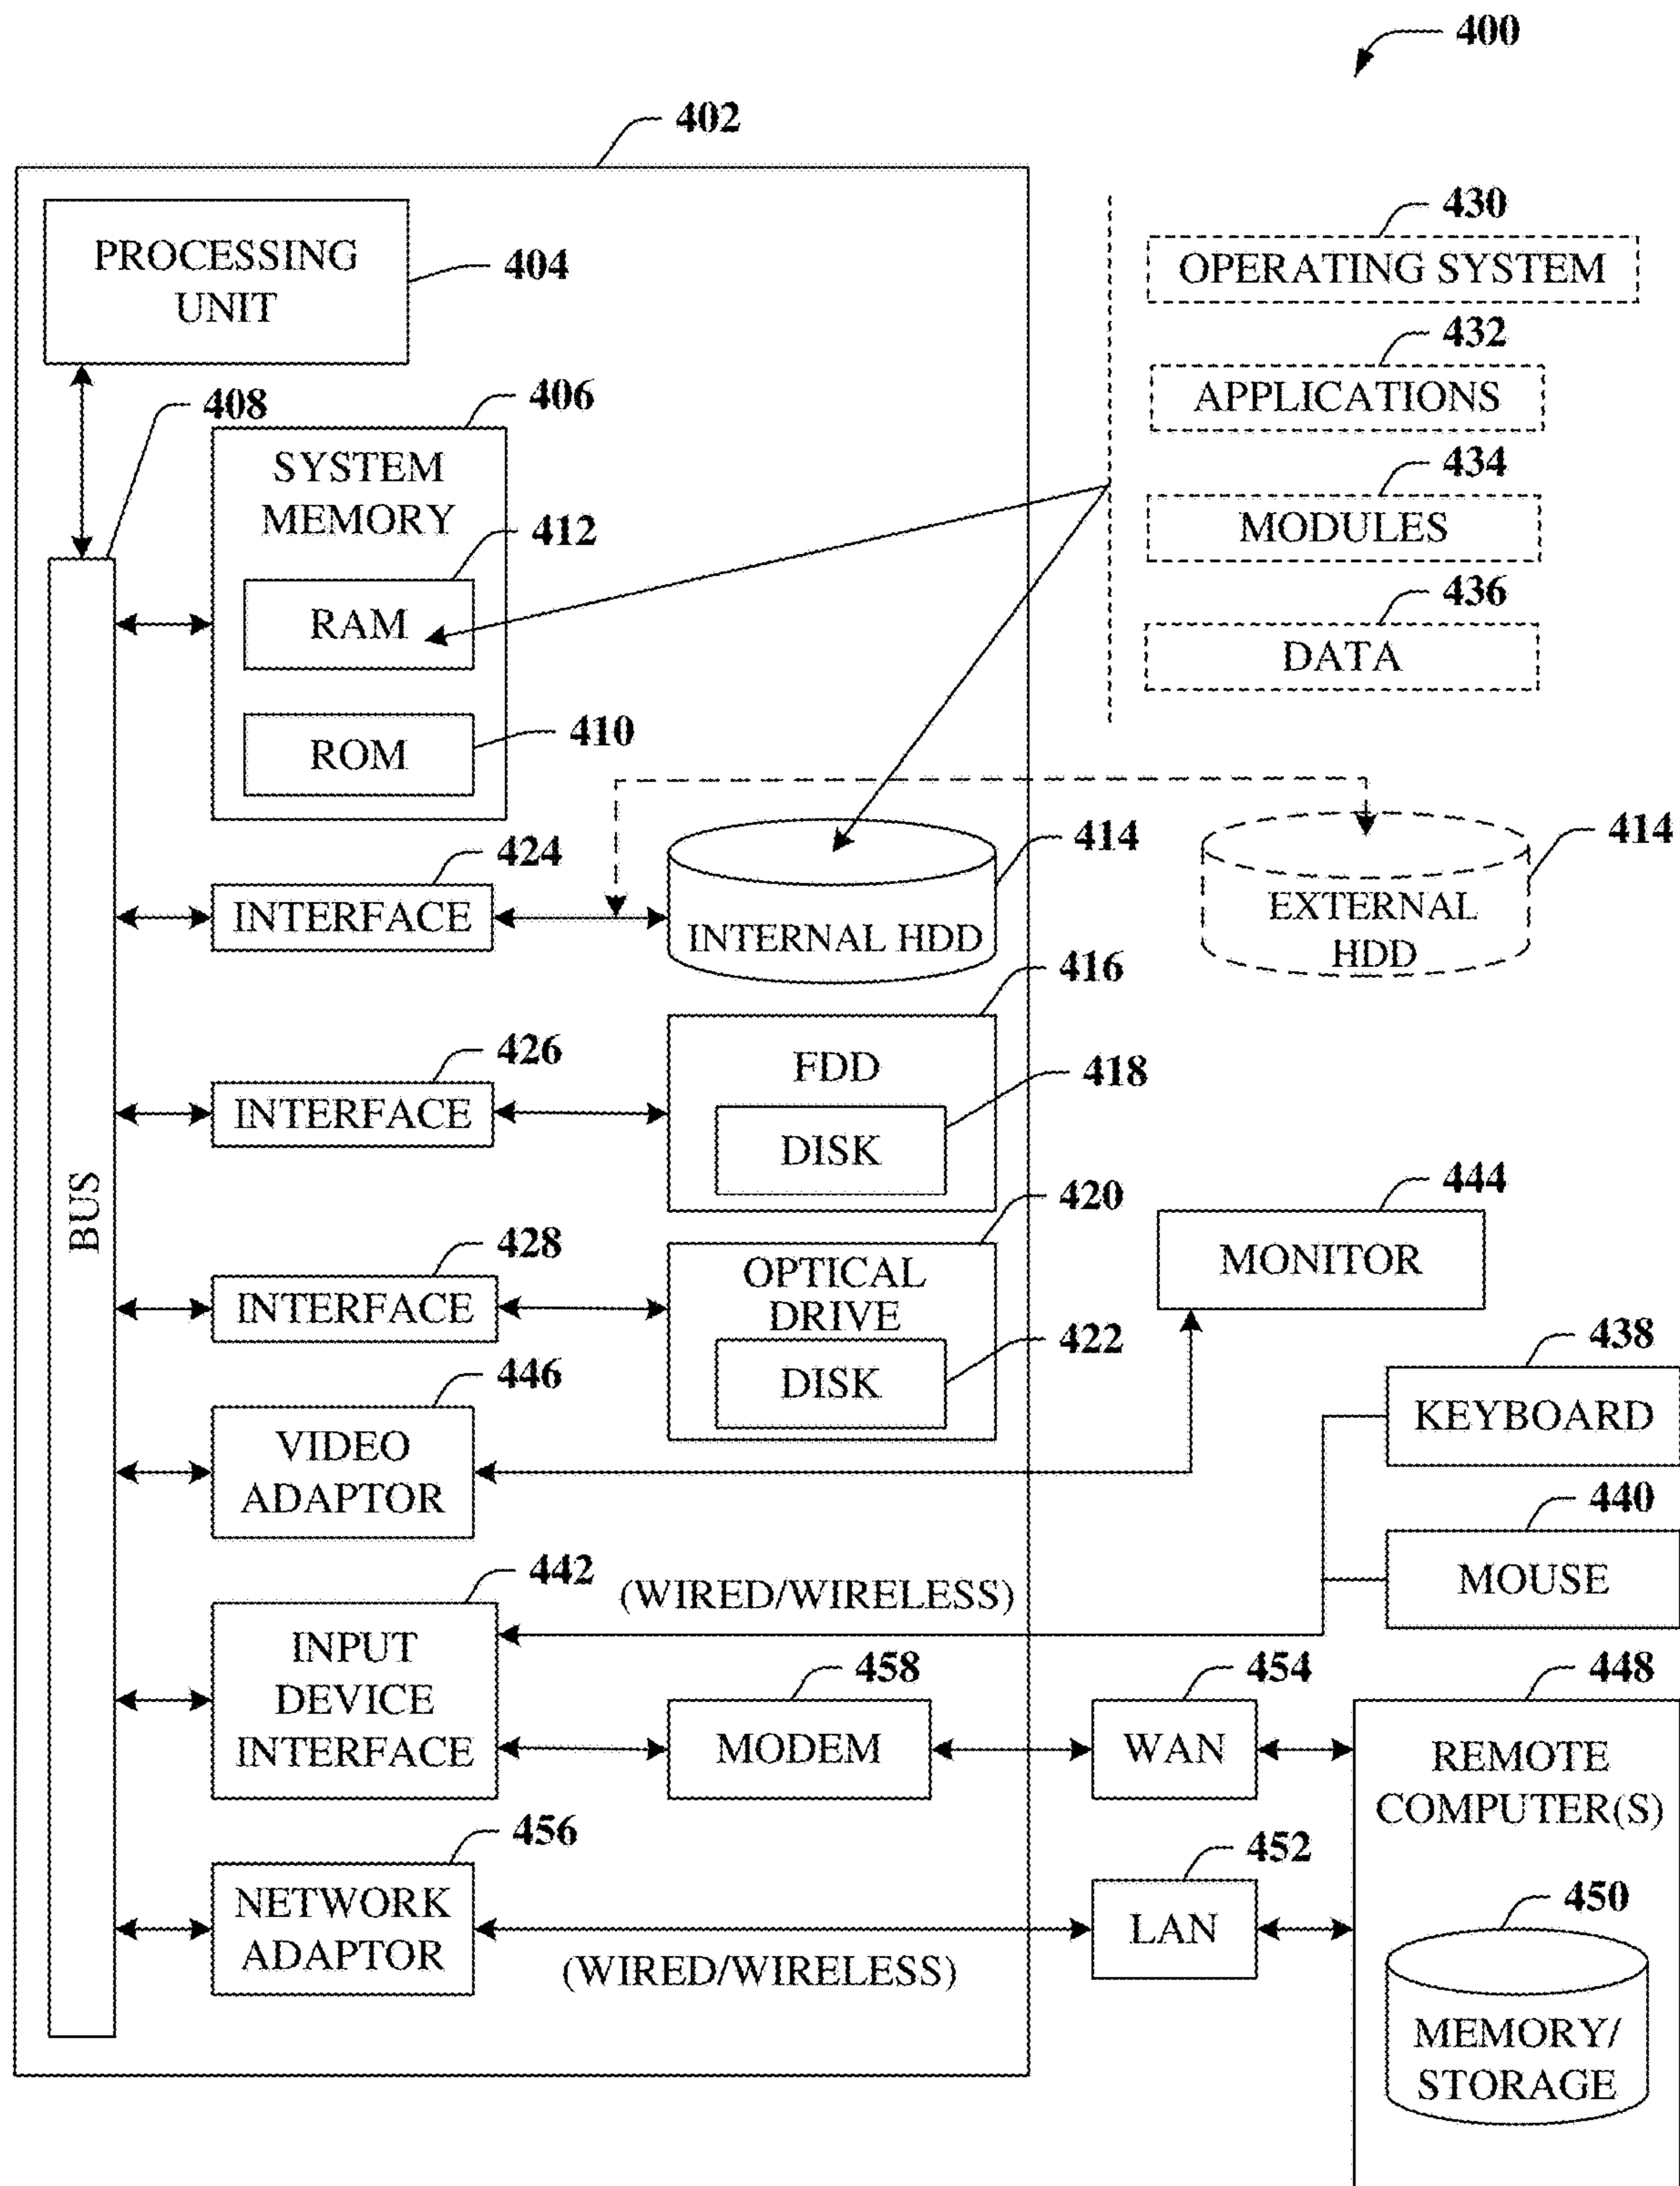 400
402
PROCESSING
UNIT
404
408
406
SYSTEM
MEMORY
412
RAM
ROM
410
430
OPERATING SYSTEM
432
APPLICATIONS
434
MODULES
436
DATA
BUS
424
INTERFACE
414
INTERNAL HDD
414
EXTERNAL
HDD
426
INTERFACE
416
FDD
418
DISK
428
INTERFACE
420
OPTICAL
DRIVE
422
DISK
444
MONITOR
446
VIDEO
ADAPTOR
438
KEYBOARD
440
MOUSE
442
(WIRED/WIRELESS)
INPUT
DEVICE
INTERFACE
458
MODEM
454
WAN
448
REMOTE
COMPUTER(S)
456
NETWORK
ADAPTOR
(WIRED/WIRELESS)
452
LAN
450
MEMORY/
STORAGE